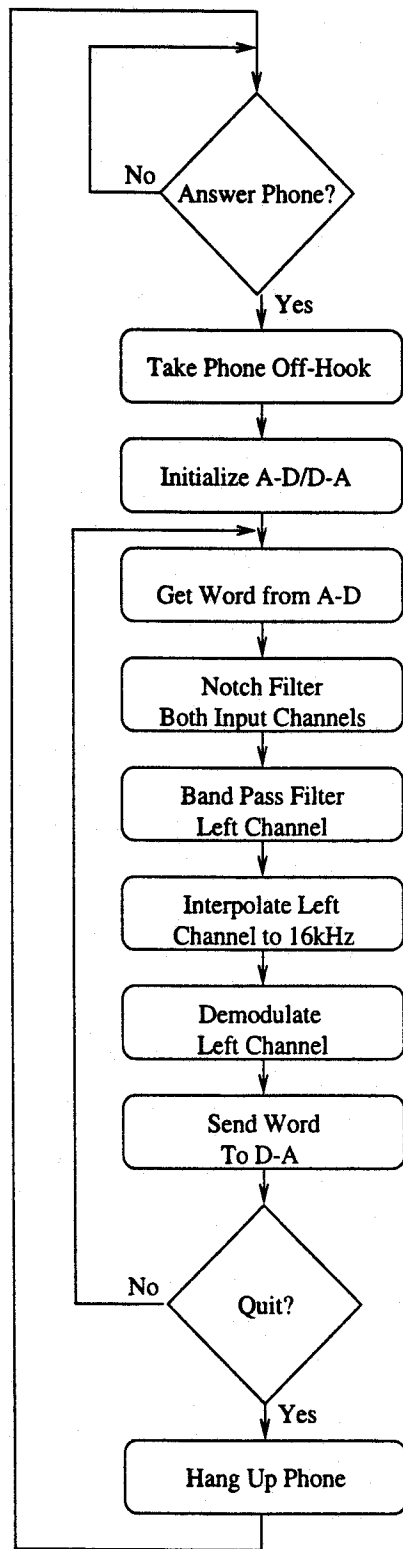 No
Answer Phone?
Yes
Take Phone Off-Hook
Initialize A-D/D-A
Get Word from A-D
Notch Filter
Both Input Channels
Band Pass Filter
Left Channel
Interpolate Left
Channel to 16kHz
Demodulate
Left Channel
Send Word
To D-A
No
Quit?
Yes
Hang Up Phone